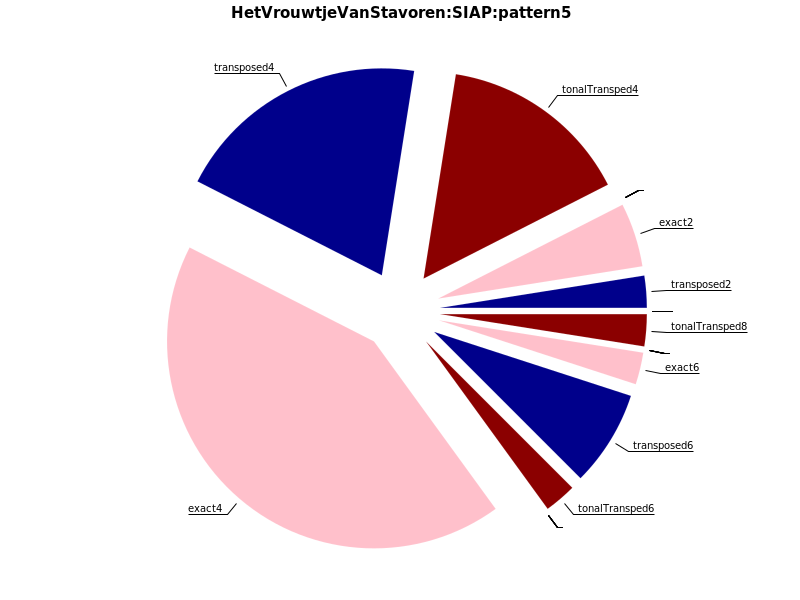 HetVrouwtjeVanStavoren:SIAP:pattern5
transposed4
tonalTransped4
exact2
transposed2
tonalTransped8
exact6
transposed6
tonalTransped6
exact4